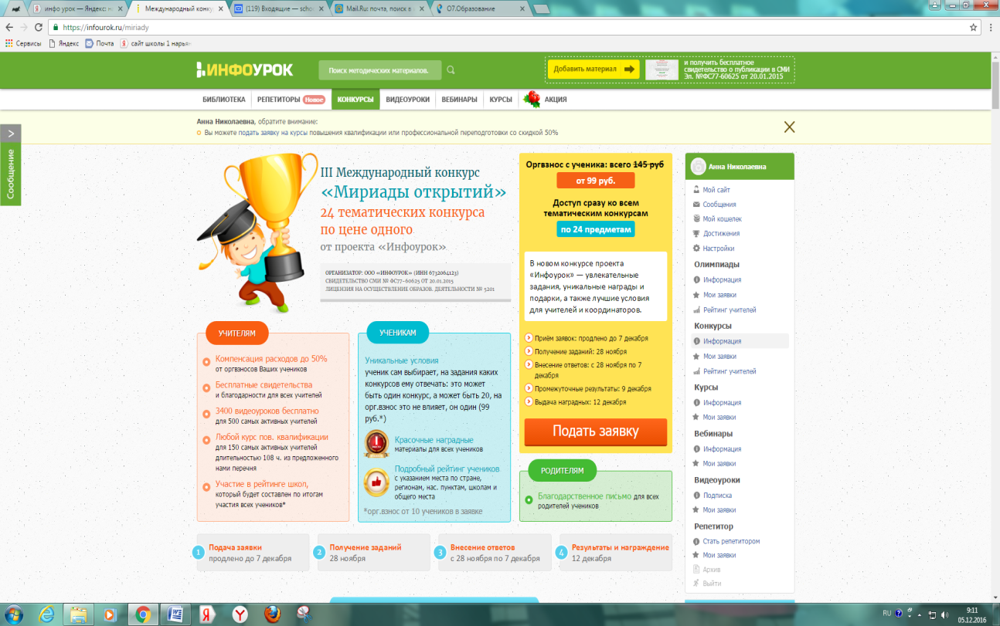 инфо урок — Яндекс: н
Международный конку
(119) Входящие — scho
Mail.Ru: почта, поиск в
О7.Образование
https://infourok.ru/miriady
Сервисы
Яндекс
Почта
сайт школы 1 нарьян
ИНФОУРОК
Поиск методических материалов.
Добавить материал
и получить бесплатное
свидетельство о публикации в СМИ
Эл. №ФС77-60625 от 20.01.2015
БИБЛИОТЕКА
РЕПЕТИТОРЫ Новое
КОНКУРСЫ
ВИДЕОУРОКИ
ВЕБИНАРЫ
КУРСЫ
АКЦИЯ
Сообщение
Анна Николаевна, обратите внимание:
Вы можете подать заявку на курсы повышения квалификации или профессиональной переподготовки со скидкой 50%
III Международный конкурс
«Мириады открытий»
24 тематических конкурса
по цене одного
от проекта «Инфоурок»
ОРГАНИЗАТОР: ООО «ИНФОУРОК» (ИНН 6732064123)
СВИДЕТЕЛЬСТВО СМИ № ФС77-60625 ОТ 20.01.2015
ЛИЦЕНЗИЯ НА ОСУЩЕСТВЛЕНИЕ ОБРАЗОВ. ДЕЯТЕЛЬНОСТИ № 5201
УЧИТЕЛЯМ
Компенсация расходов до 50%
от оргвзносов Ваших учеников
Бесплатные свидетельства
и благодарности для всех учителей
3400 видеоуроков бесплатно
для 500 самых активных учителей
Любой курс пов. квалификации
для 150 самых активных учителей
длительностью 108 ч. из предложенного
нами перечня
Участие в рейтинге школ,
который будет составлен по итогам
участия всех учеников*
УЧЕНИКАМ
Уникальные условия
ученик сам выбирает, на задания каких
конкурсов ему отвечать: это может
быть один конкурс, а может быть 20, на
орг.взнос это не влияет, он один (99
руб.*)
Красочные наградные
материалы для всех учеников
Подробный рейтинг учеников
с указанием места по стране,
регионам, нас. пунктам, школам и
общего места
*орг.взнос от 10 учеников в заявке
Оргвзнос с ученика: всего 145 руб
от 99 руб.
Доступ сразу ко всем
тематическим конкурсам
по 24 предметам
В новом конкурсе проекта
«Инфоурок» — увлекательные
задания, уникальные награды и
подарки, а также лучшие условия
для учителей и координаторов.
Приём заявок: продлено до 7 декабря
Получение заданий: 28 ноября
Внесение ответов: с 28 ноября по 7
декабря
Промежуточные результаты: 9 декабря
Выдача наградных: 12 декабря
Подать заявку
РОДИТЕЛЯМ
Благодарственное письмо для всех
родителей учеников
1 Подача заявки
продлено до 7 декабря
2 Получение заданий
28 ноября
3 Внесение ответов
с 28 ноября по 7 декабря
4 Результаты и награждение
12 декабря
Анна Николаевна
Мой сайт
Сообщения
Мой кошелек
Достижения
Настройки
Олимпиады
Информация
Мои заявки
Рейтинг учителей
Конкурсы
Информация
Мои заявки
Рейтинг учителей
Курсы
Информация
Мои заявки
Вебинары
Информация
Мои заявки
Видеоуроки
Подписка
Мои заявки
Репетитор
Стать репетитором
Мои заявки
Архив
Выйти
RU
9:11
05.12.2016